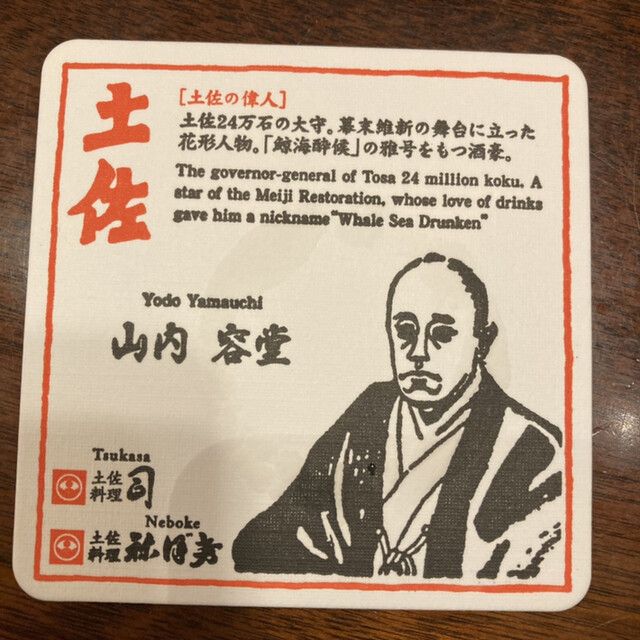 土佐
［土佐の偉人］
土佐24万石の大守。幕末維新の舞台に立った
花形人物。「鯨海酔候」の雅号をもつ酒豪。
The governor-general of Tosa 24 million koku. A
star of the Meiji Restoration, whose love of drinks
gave him a nickname "Whale Sea Drunken"
Yodo Yamauchi
山内 容堂
Tsukasa
土佐
料理 司
Neboke
土佐
料理 祢ぼけ